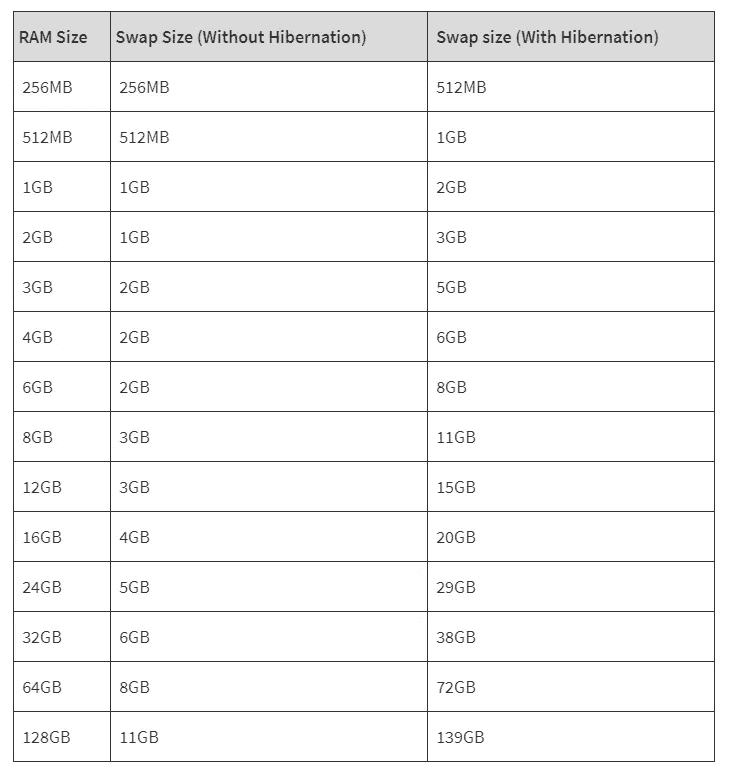 RAM Size Swap Size (Without Hibernation) Swap size (With Hibernation)
256MB 256MB 512MB
512MB 512MB 1GB
1GB 1GB 2GB
2GB 1GB 3GB
3GB 2GB 5GB
4GB 2GB 6GB
6GB 2GB 8GB
8GB 3GB 11GB
12GB 3GB 15GB
16GB 4GB 20GB
24GB 5GB 29GB
32GB 6GB 38GB
64GB 8GB 72GB
128GB 11GB 139GB